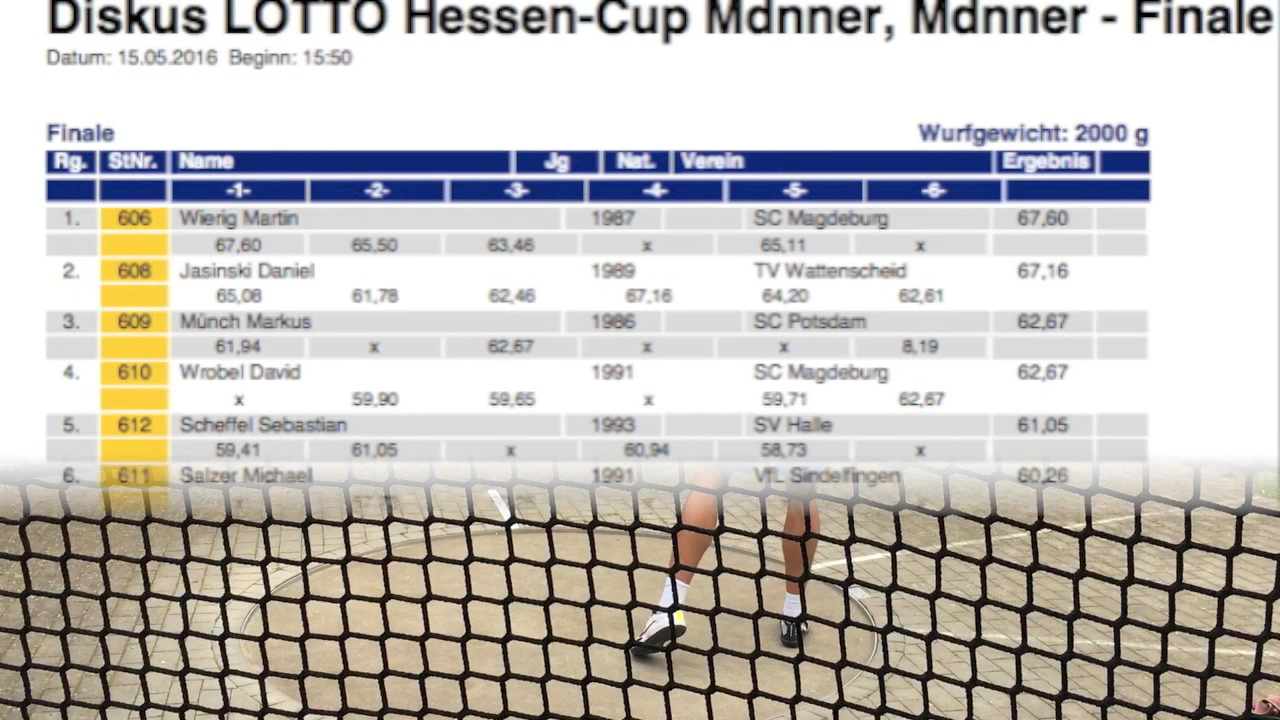 Diskus LOTTO Hessen-Cup Mdnner, Mdnner - Finale
Datum: 15.05.2016 Beginn: 15:50
Finale Wurfgewicht: 2000 g
Rg. StNr. Name Jg Nat. Verein Ergebnis
-1- -2- -3- -4- -5- -6-
1. 606 Wierig Martin 1987 SC Magdeburg 67,60
67,60 65,50 63,46 x 65,11 x
2. 608 Jasinski Daniel 1989 TV Wattenscheid 67,16
65,08 61,78 62,46 67,16 64,20 62,61
3. 609 Münch Markus 1986 SC Potsdam 62,67
61,94 x 62,67 x x 8,19
4. 610 Wrobel David 1991 SC Magdeburg 62,67
x 59,90 59,65 x 59,71 62,67
5. 612 Scheffel Sebastian 1993 SV Halle 61,05
59,41 61,05 x 60,94 58,73 x
6. 611 Salzer Michael 1991 VfL Sindelfingen 60,26